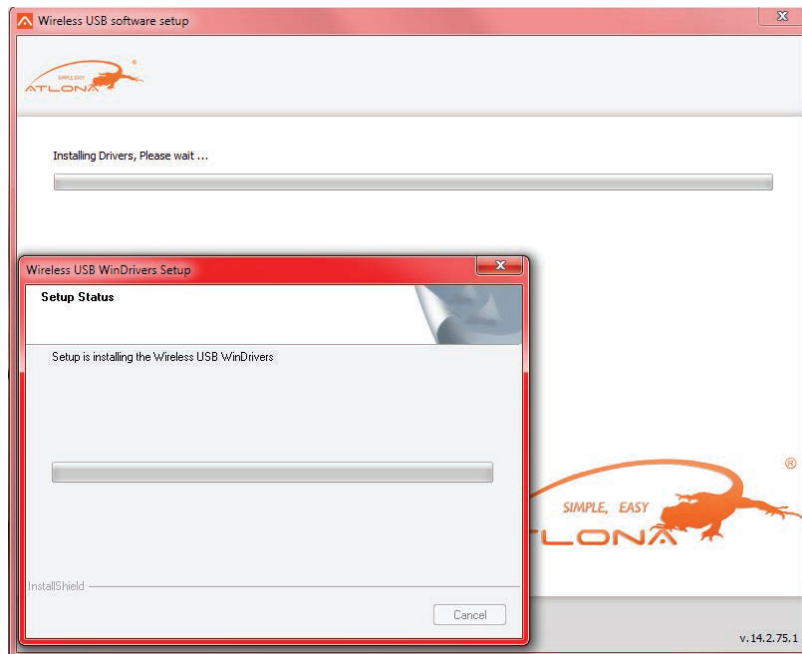 Wireless USB software setup
SIMPLE, EASY
ATLONA
®
Installing Drivers, Please wait ...
Wireless USB WinDrivers Setup
Setup Status
Setup is installing the Wireless USB WinDrivers
®
SIMPLE, EASY
TLONA
InstallShield
Cancel
v.14.2.75.1